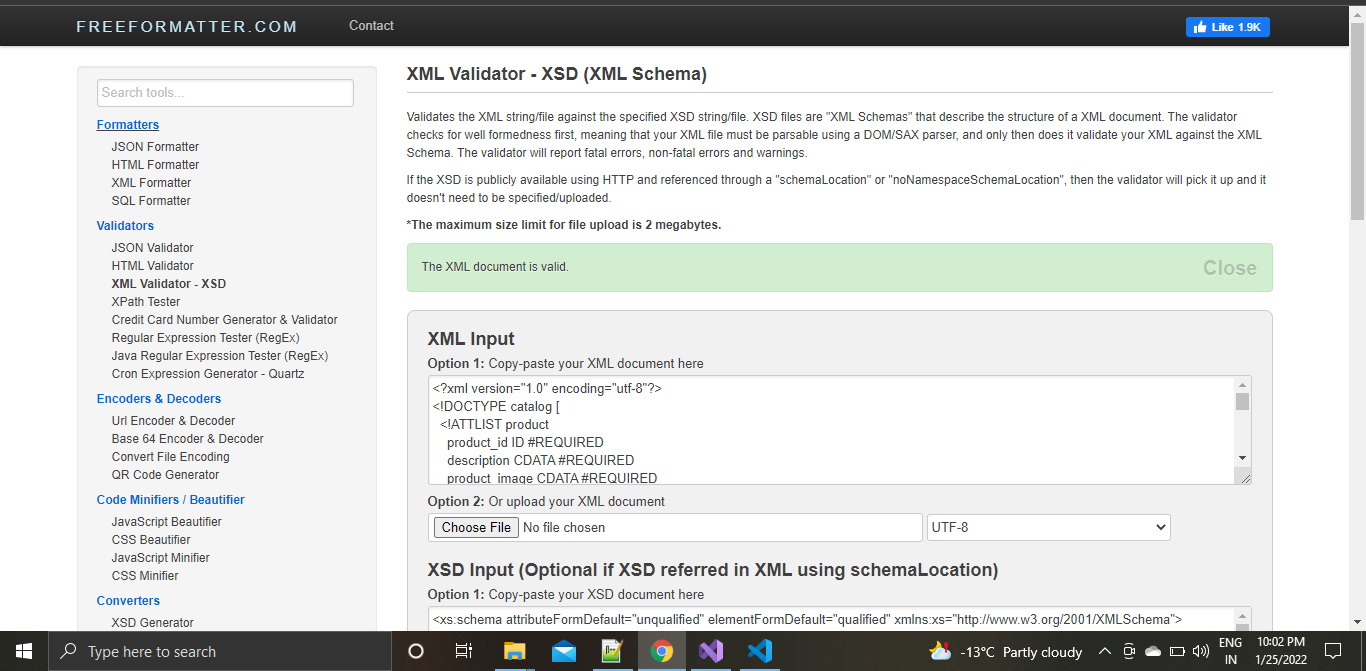 FREEFORMATTER.COM
Contact
Like 1.9K
Search tools...
Formatters
JSON Formatter
HTML Formatter
XML Formatter
SQL Formatter
Validators
JSON Validator
HTML Validator
XML Validator - XSD
XPath Tester
Credit Card Number Generator & Validator
Regular Expression Tester (RegEx)
Java Regular Expression Tester (RegEx)
Cron Expression Generator - Quartz
Encoders & Decoders
Url Encoder & Decoder
Base 64 Encoder & Decoder
Convert File Encoding
QR Code Generator
Code Minifiers / Beautifier
JavaScript Beautifier
CSS Beautifier
JavaScript Minifier
CSS Minifier
Converters
XSD Generator
XML Validator - XSD (XML Schema)
Validates the XML string/file against the specified XSD string/file. XSD files are "XML Schemas" that describe the structure of a XML document. The validator
checks for well formedness first, meaning that your XML file must be parsable using a DOM/SAX parser, and only then does it validate your XML against the XML
Schema. The validator will report fatal errors, non-fatal errors and warnings.
If the XSD is publicly available using HTTP and referenced through a "schemaLocation" or "noNamespaceSchemaLocation", then the validator will pick it up and it
doesn't need to be specified/uploaded.
*The maximum size limit for file upload is 2 megabytes.
The XML document is valid.
Close
XML Input
Option 1: Copy-paste your XML document here
<?xml version="1.0" encoding="utf-8"?>
<!DOCTYPE catalog [
<!ATTLIST product
product_id ID #REQUIRED
description CDATA #REQUIRED
product_image CDATA #REQUIRED
Option 2: Or upload your XML document
Choose File No file chosen
UTF-8
XSD Input (Optional if XSD referred in XML using schemaLocation)
Option 1: Copy-paste your XSD document here
<xs:schema attributeFormDefault="unqualified" elementFormDefault="qualified" xmlns:xs="http://www.w3.org/2001/XMLSchema">
Type here to search
-13°C Partly cloudy
ENG
IN
10:02 PM
1/25/2022